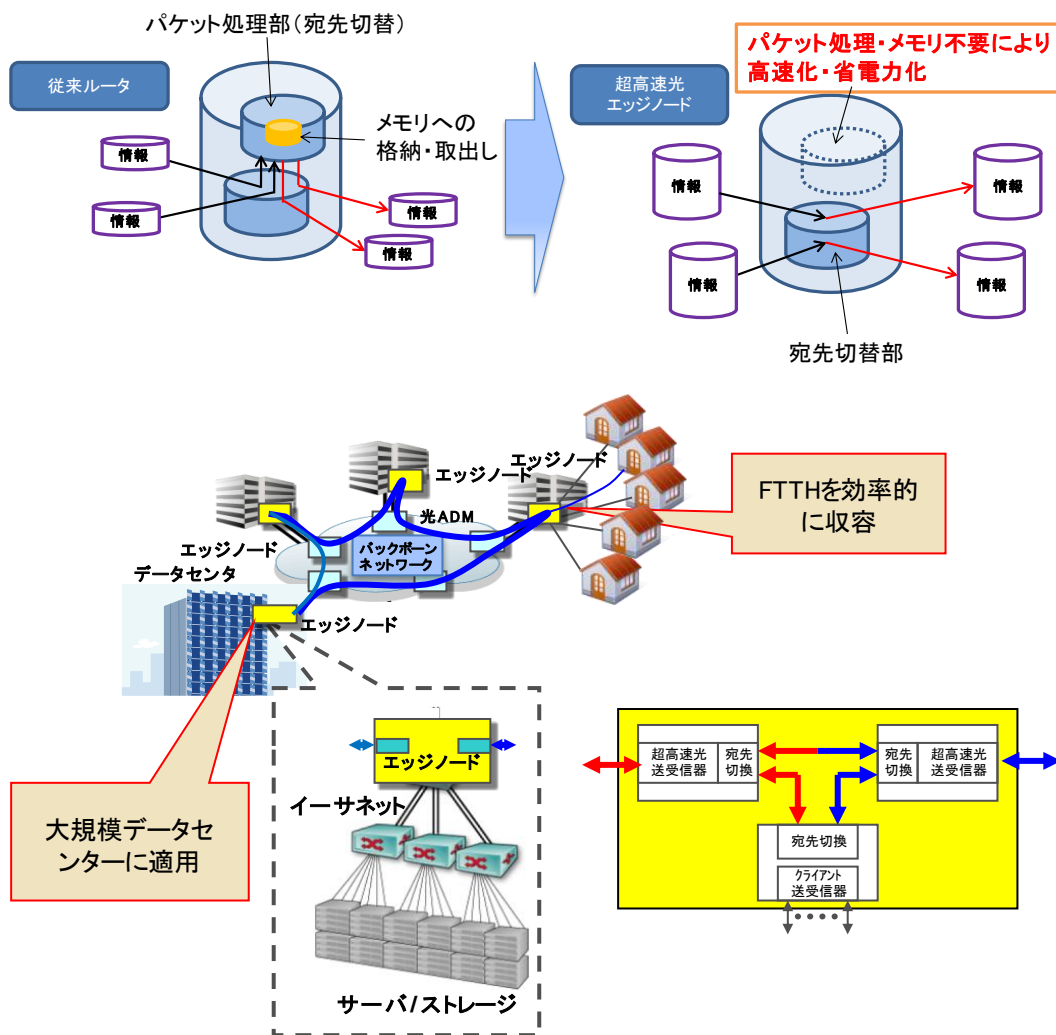 パケット処理部（宛先切替）
従来ルータ
メモリへの
格納・取出し
情報
情報
情報
情報
超高速光
エッジノード
パケット処理・メモリ不要により
高速化・省電力化
情報
情報
情報
情報
宛先切替部
エッジノード
エッジノード
光ADM
エッジノード
データセンタ
バックボーン
ネットワーク
エッジノード
FTTHを効率的
に収容
大規模データセ
ンターに適用
エッジノード
イーサネット
サーバ/ストレージ
超高速光
送受信器
宛先
切換
宛先
切換
超高速光
送受信器
宛先切換
クライアント
送受信器